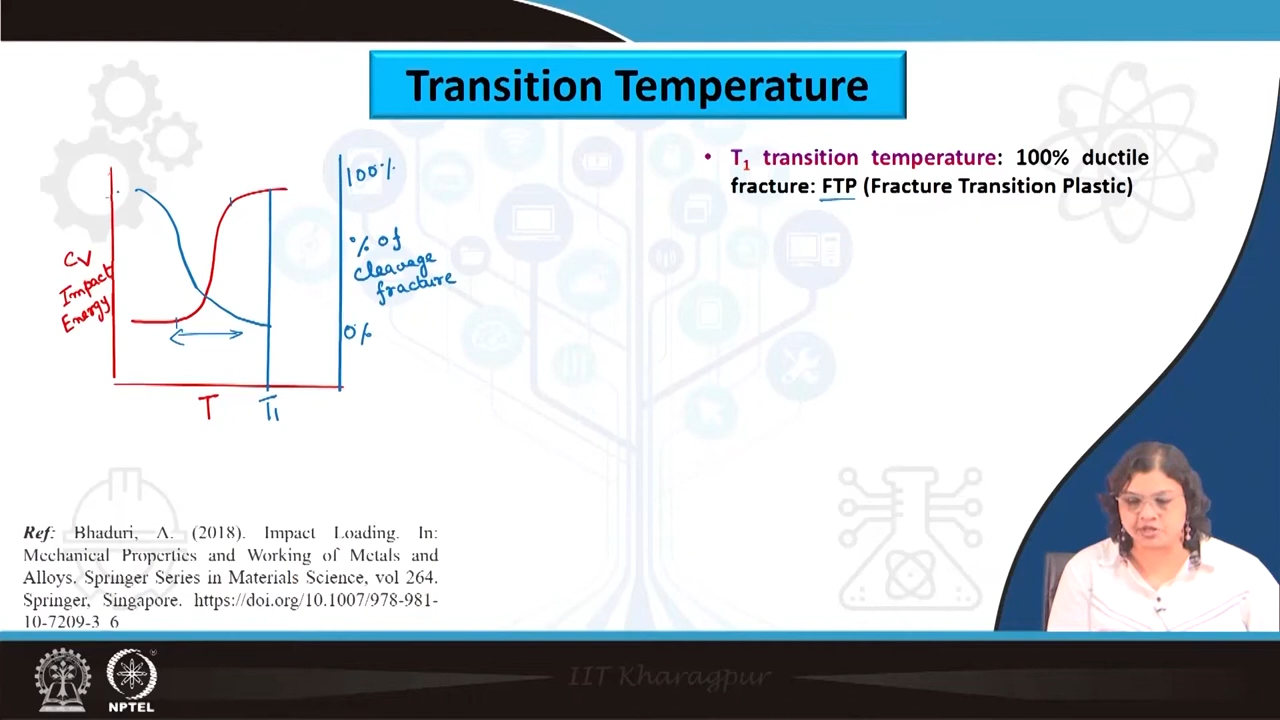 Transition Temperature
• T1 transition temperature: 100% ductile
fracture: FTP (Fracture Transition Plastic)
100%
% of
cleavage
fracture
0%
CV
Impact
Energy
T
T1
Ref: Bhaduri, A. (2018). Impact Loading. In:
Mechanical Properties and Working of Metals and
Alloys. Springer Series in Materials Science, vol 264.
Springer, Singapore. https://doi.org/10.1007/978-981-
10-7209-3_6
NPTEL
IIT Kharagpur